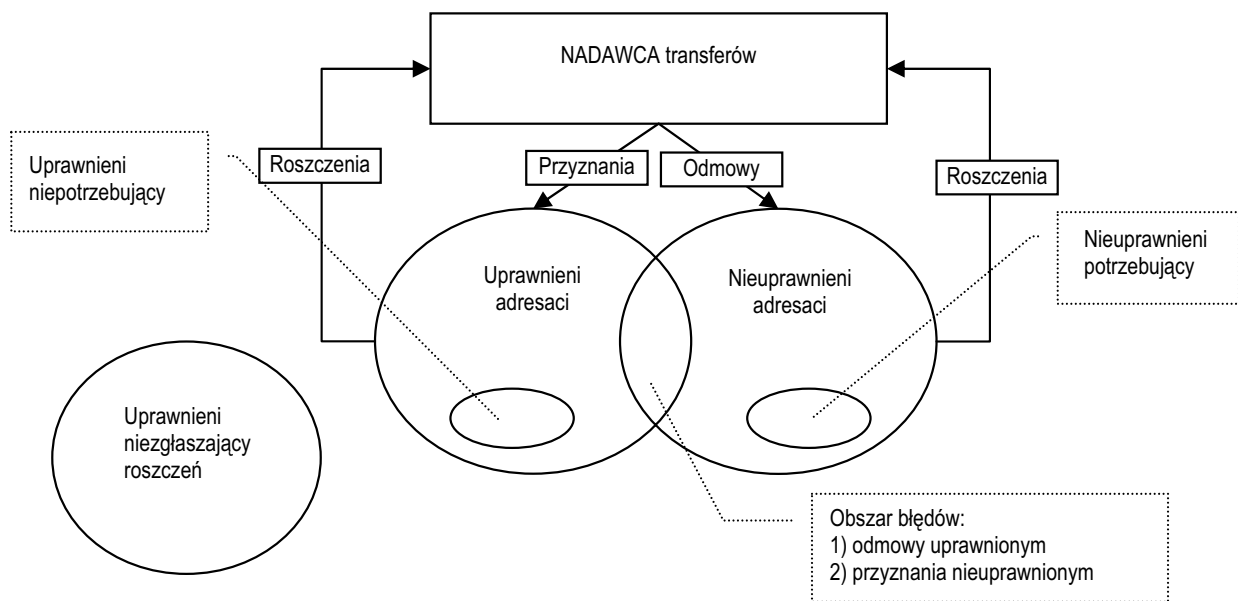 NADAWCA transferów
Uprawnieni
niepotrzebujący
Roszczenia
Przyznania
Odmowy
Roszczenia
Nieuprawnieni
potrzebujący
Uprawnieni
adresaci
Nieuprawnieni
adresaci
Uprawnieni
niezgłaszający
roszczeń
Obszar błędów:
1) odmowy uprawnionym
2) przyznania nieuprawnionym